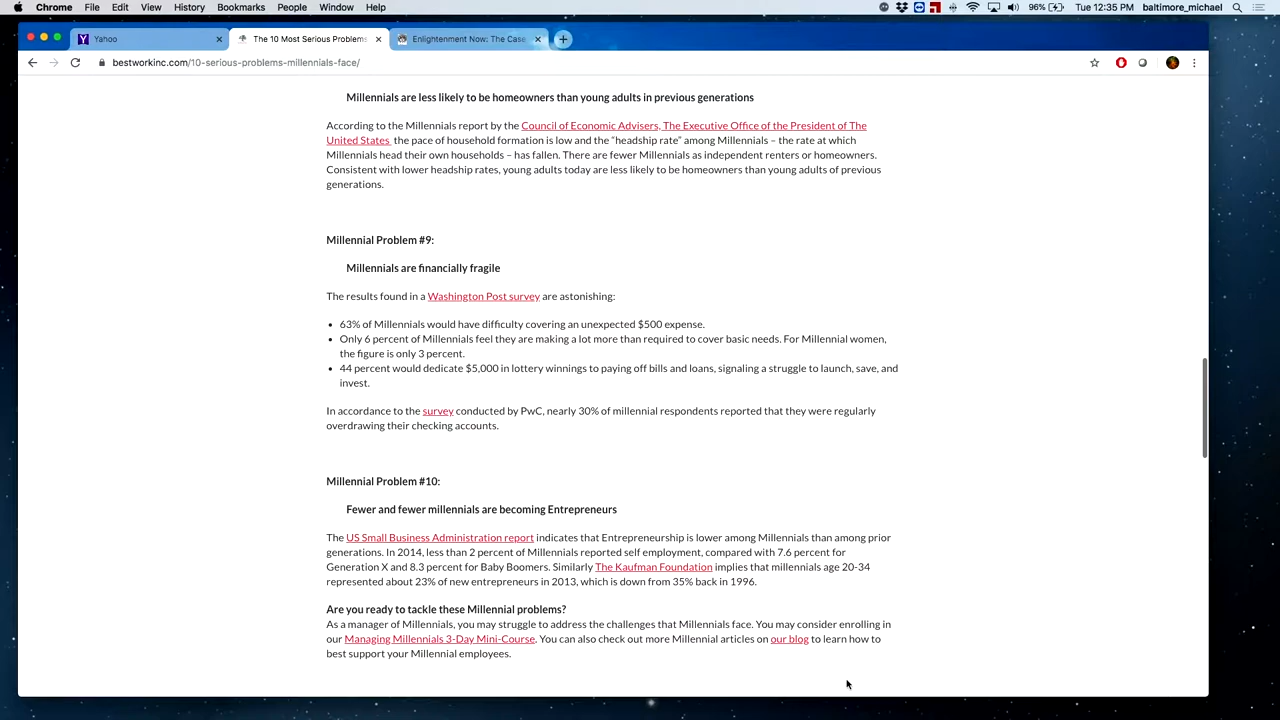 Chrome File Edit View History Bookmarks People Window Help 96% Tue 12:35 PM baltimore_michael
Yahoo The 10 Most Serious Problems Enlightenment Now: The Case
bestworkinc.com/10-serious-problems-millennials-face/
Millennials are less likely to be homeowners than young adults in previous generations
According to the Millennials report by the Council of Economic Advisers, The Executive Office of the President of The
United States the pace of household formation is low and the “headship rate” among Millennials – the rate at which
Millennials head their own households – has fallen. There are fewer Millennials as independent renters or homeowners.
Consistent with lower headship rates, young adults today are less likely to be homeowners than young adults of previous
generations.
Millennial Problem #9:
Millennials are financially fragile
The results found in a Washington Post survey are astonishing:
• 63% of Millennials would have difficulty covering an unexpected $500 expense.
• Only 6 percent of Millennials feel they are making a lot more than required to cover basic needs. For Millennial women,
the figure is only 3 percent.
• 44 percent would dedicate $5,000 in lottery winnings to paying off bills and loans, signaling a struggle to launch, save, and
invest.
In accordance to the survey conducted by PwC, nearly 30% of millennial respondents reported that they were regularly
overdrawing their checking accounts.
Millennial Problem #10:
Fewer and fewer millennials are becoming Entrepreneurs
The US Small Business Administration report indicates that Entrepreneurship is lower among Millennials than among prior
generations. In 2014, less than 2 percent of Millennials reported self employment, compared with 7.6 percent for
Generation X and 8.3 percent for Baby Boomers. Similarly The Kaufman Foundation implies that millennials age 20-34
represented about 23% of new entrepreneurs in 2013, which is down from 35% back in 1996.
Are you ready to tackle these Millennial problems?
As a manager of Millennials, you may struggle to address the challenges that Millennials face. You may consider enrolling in
our Managing Millennials 3-Day Mini-Course. You can also check out more Millennial articles on our blog to learn how to
best support your Millennial employees.